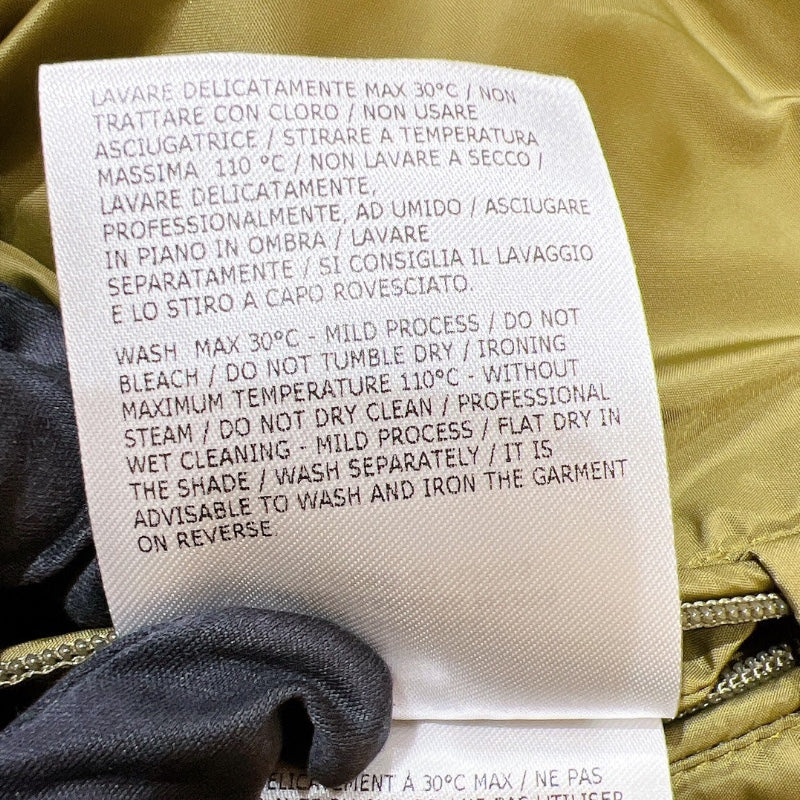 LAVARE DELICATAMENTE MAX 30°C / NON
TRATTARE CON CLORO / NON USARE
ASCIUGATRICE / STIRARE A TEMPERATURA
MASSIMA 110 °C / NON LAVARE A SECCO /
LAVARE DELICATAMENTE,
PROFESSIONALMENTE, AD UMIDO / ASCIUGARE
IN PIANO IN OMBRA / LAVARE
SEPARATAMENTE / SI CONSIGLIA IL LAVAGGIO
E LO STIRO A CAPO ROVESCIATO.
WASH MAX 30°C - MILD PROCESS / DO NOT
BLEACH / DO NOT TUMBLE DRY / IRONING
MAXIMUM TEMPERATURE 110°C - WITHOUT
STEAM / DO NOT DRY CLEAN / PROFESSIONAL
WET CLEANING - MILD PROCESS / FLAT DRY IN
THE SHADE / WASH SEPARATELY / IT IS
ADVISABLE TO WASH AND IRON THE GARMENT
ON REVERSE.
À 30°C MAX / NE PAS